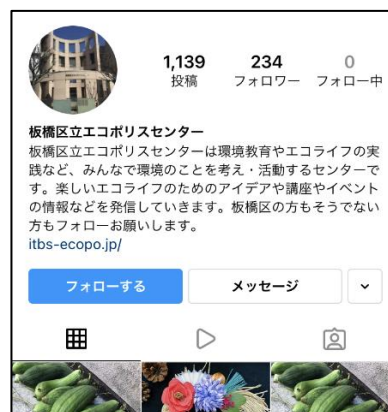 1,139 234 0
投稿 フォロワー フォロー中
板橋区立エコポリスセンター
板橋区立エコポリスセンターは環境教育やエコライフの実
践など、みんなで環境のことを考え・活動するセンターで
す。楽しいエコライフのためのアイデアや講座やイベント
の情報などを発信していきます。板橋区の方もそうでない
方もフォローお願いします。
itbs-ecopo.jp/
フォローする メッセージ